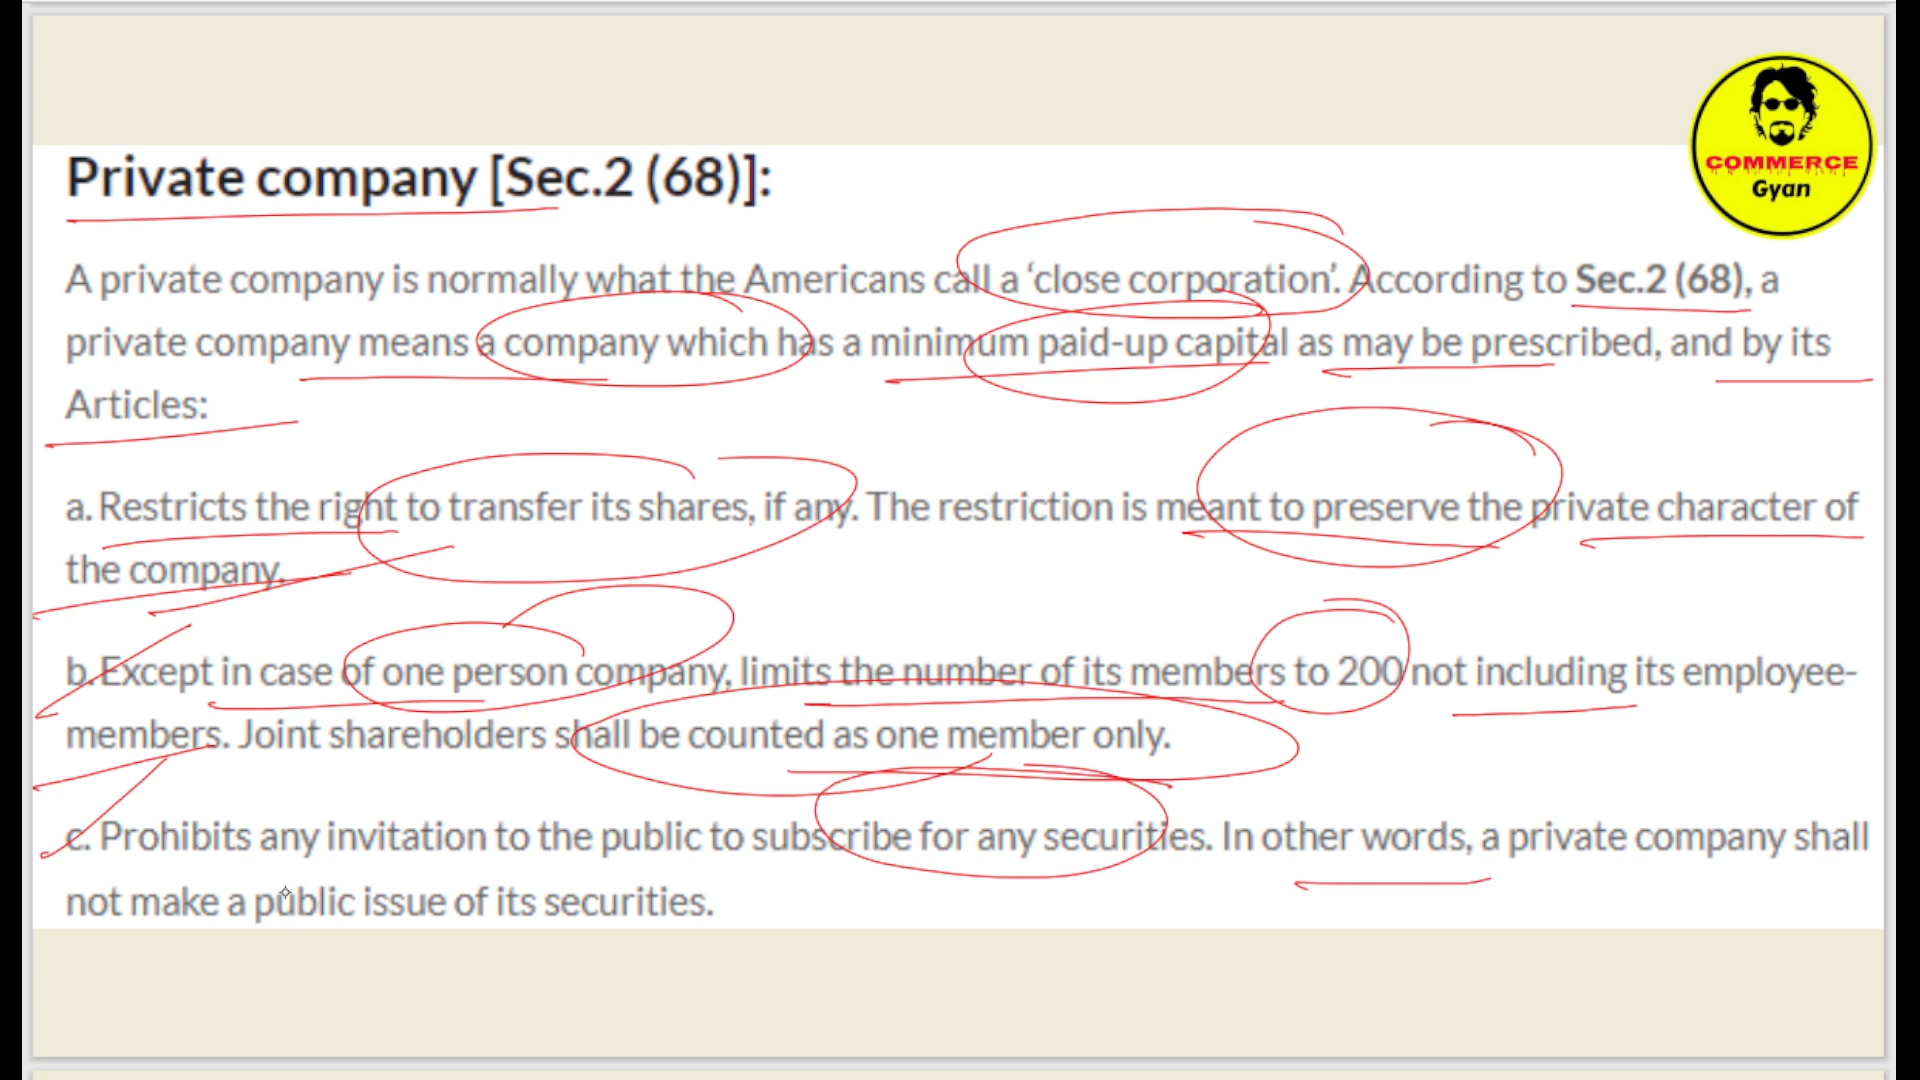 COMMERCE
Gyan
Private company [Sec.2 (68)]:
A private company is normally what the Americans call a ‘close corporation’. According to Sec.2 (68), a
private company means a company which has a minimum paid-up capital as may be prescribed, and by its
Articles:
a. Restricts the right to transfer its shares, if any. The restriction is meant to preserve the private character of
the company.
b. Except in case of one person company, limits the number of its members to 200 not including its employee-
members. Joint shareholders shall be counted as one member only.
c. Prohibits any invitation to the public to subscribe for any securities. In other words, a private company shall
not make a public issue of its securities.